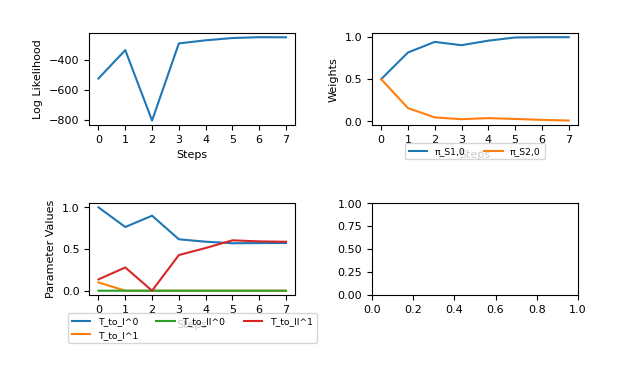 Log Likelihood
−400
−600
−800
0 1 2 3 4 5 6 7
Steps
Weights
1.0
0.5
0.0
0 1 2 3 4 5 6 7
Steps
π_S1,0 π_S2,0
Parameter Values
1.0
0.5
0.0
0 1 2 3 4 5 6 7
Steps
T_to_I^0 T_to_II^0 T_to_II^1
T_to_I^1
1.00
0.75
0.50
0.25
0.00
0.0 0.2 0.4 0.6 0.8 1.0